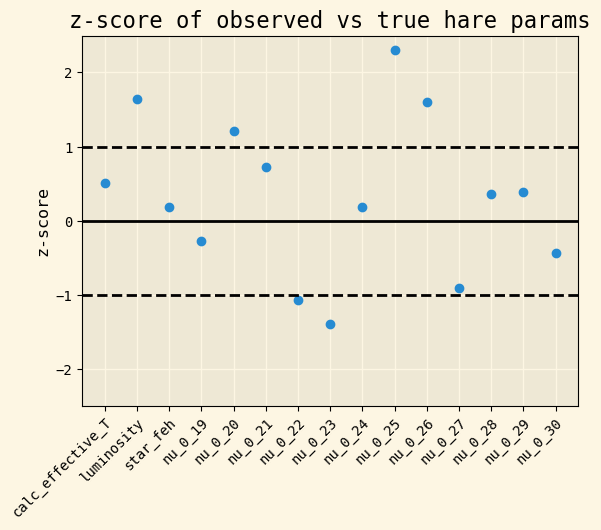 z-score of observed vs true hare params
z-score
2
1
0
−1
−2
calc_effective_T
luminosity
star_feh
nu_0_19
nu_0_20
nu_0_21
nu_0_22
nu_0_23
nu_0_24
nu_0_25
nu_0_26
nu_0_27
nu_0_28
nu_0_29
nu_0_30